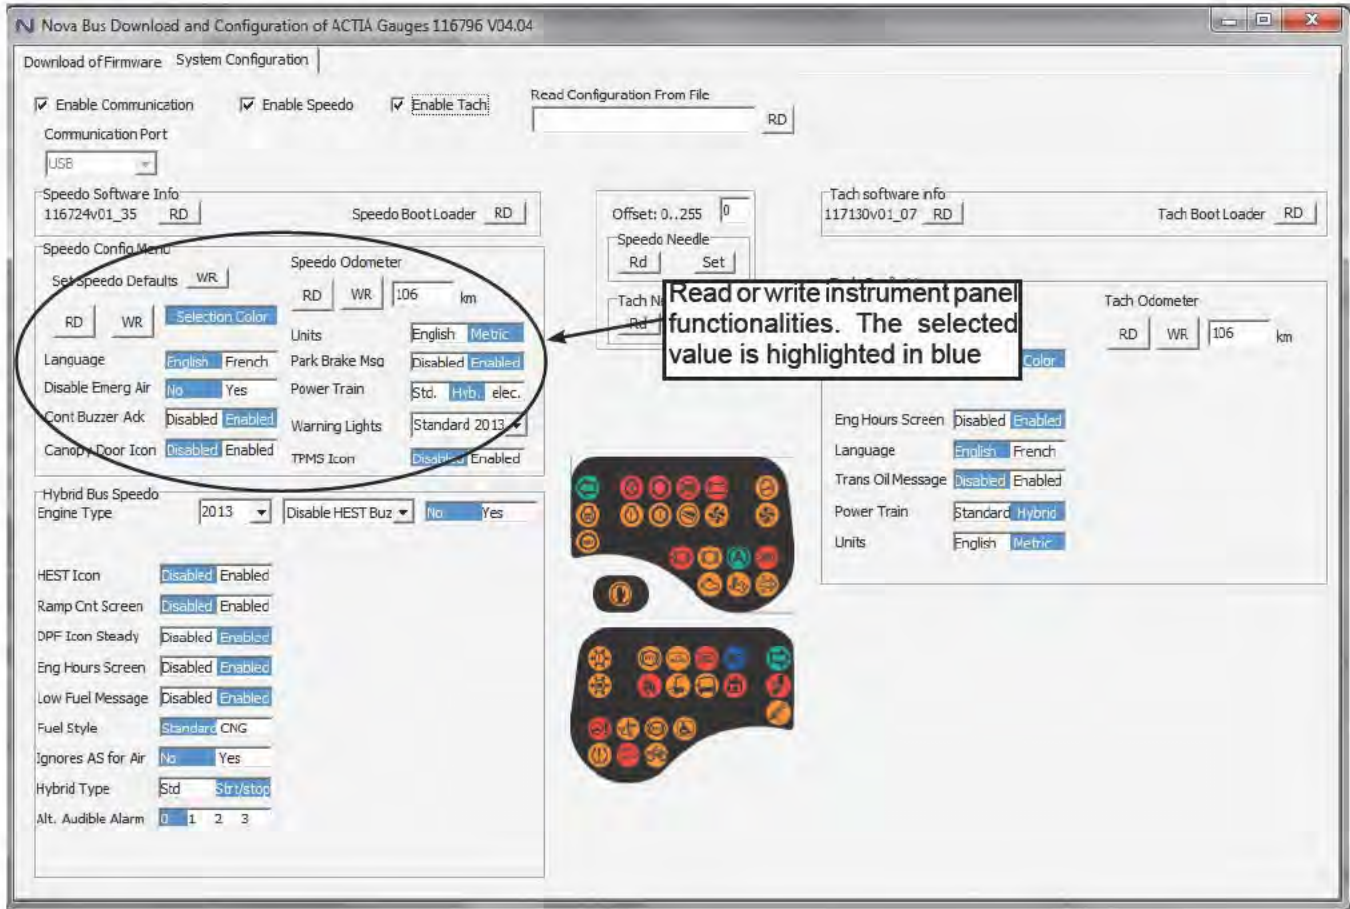 Nova Bus Download and Configuration of ACTIA Gauges 116796 V04.04
Download of Firmware System Configuration
Enable Communication Enable Speedo Enable Tach
Read Configuration From File
RD
Communication Port
USB
Speedo Software Info
116724v01_35 RD Speedo Boot Loader RD
Offset: 0..255 0
Tach software info
117130v01_07 RD Tach Boot Loader RD
Speedo Config Menu
Set Speedo Defaults WR
RD WR Selection Color
Language English French
Disable Emerg Air No Yes
Cont Buzzer Ack Disabled Enabled
Canopy Door Icon Disabled Enabled
Speedo Odometer
RD WR 106 km
Units English Metric
Park Brake Msg Disabled Enabled
Power Train Std. Hyb. elec.
Warning Lights Standard 2013
TPMS Icon Disabled Enabled
Speedo Needle
Rd Set
Tach
Rd
Read or write instrument panel
functionalities. The selected
value is highlighted in blue
Color
Tach Odometer
RD WR 106 km
Eng Hours Screen Disabled Enabled
Language English French
Trans Oil Message Disabled Enabled
Power Train Standard Hybrid
Units English Metric
Hybrid Bus Speedo
Engine Type 2013 Disable HEST Buz No Yes
HEST Icon Disabled Enabled
Ramp Cnt Screen Disabled Enabled
DPF Icon Steady Disabled Enabled
Eng Hours Screen Disabled Enabled
Low Fuel Message Disabled Enabled
Fuel Style Standard CNG
Ignores AS for Air No Yes
Hybrid Type Std Strt/stop
Alt. Audible Alarm 0 1 2 3